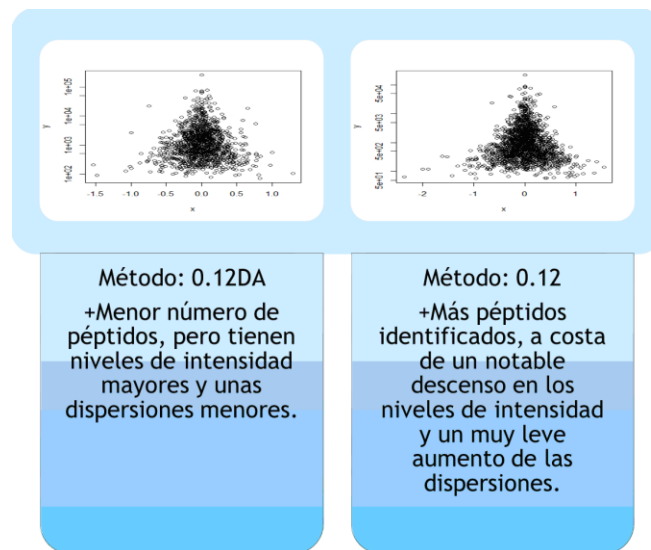 y
1e+02 1e+03 1e+04 1e+05
-1.5 -1.0 -0.5 0.0 0.5 1.0
x
y
5e+01 5e+02 5e+03 5e+04
-2 -1 0 1
x
Método: 0.12DA
+Menor número de
péptidos, pero tienen
niveles de intensidad
mayores y unas
dispersiones menores.
Método: 0.12
+Más péptidos
identificados, a costa
de un notable
descenso en los
niveles de intensidad
y un muy leve
aumento de las
dispersiones.